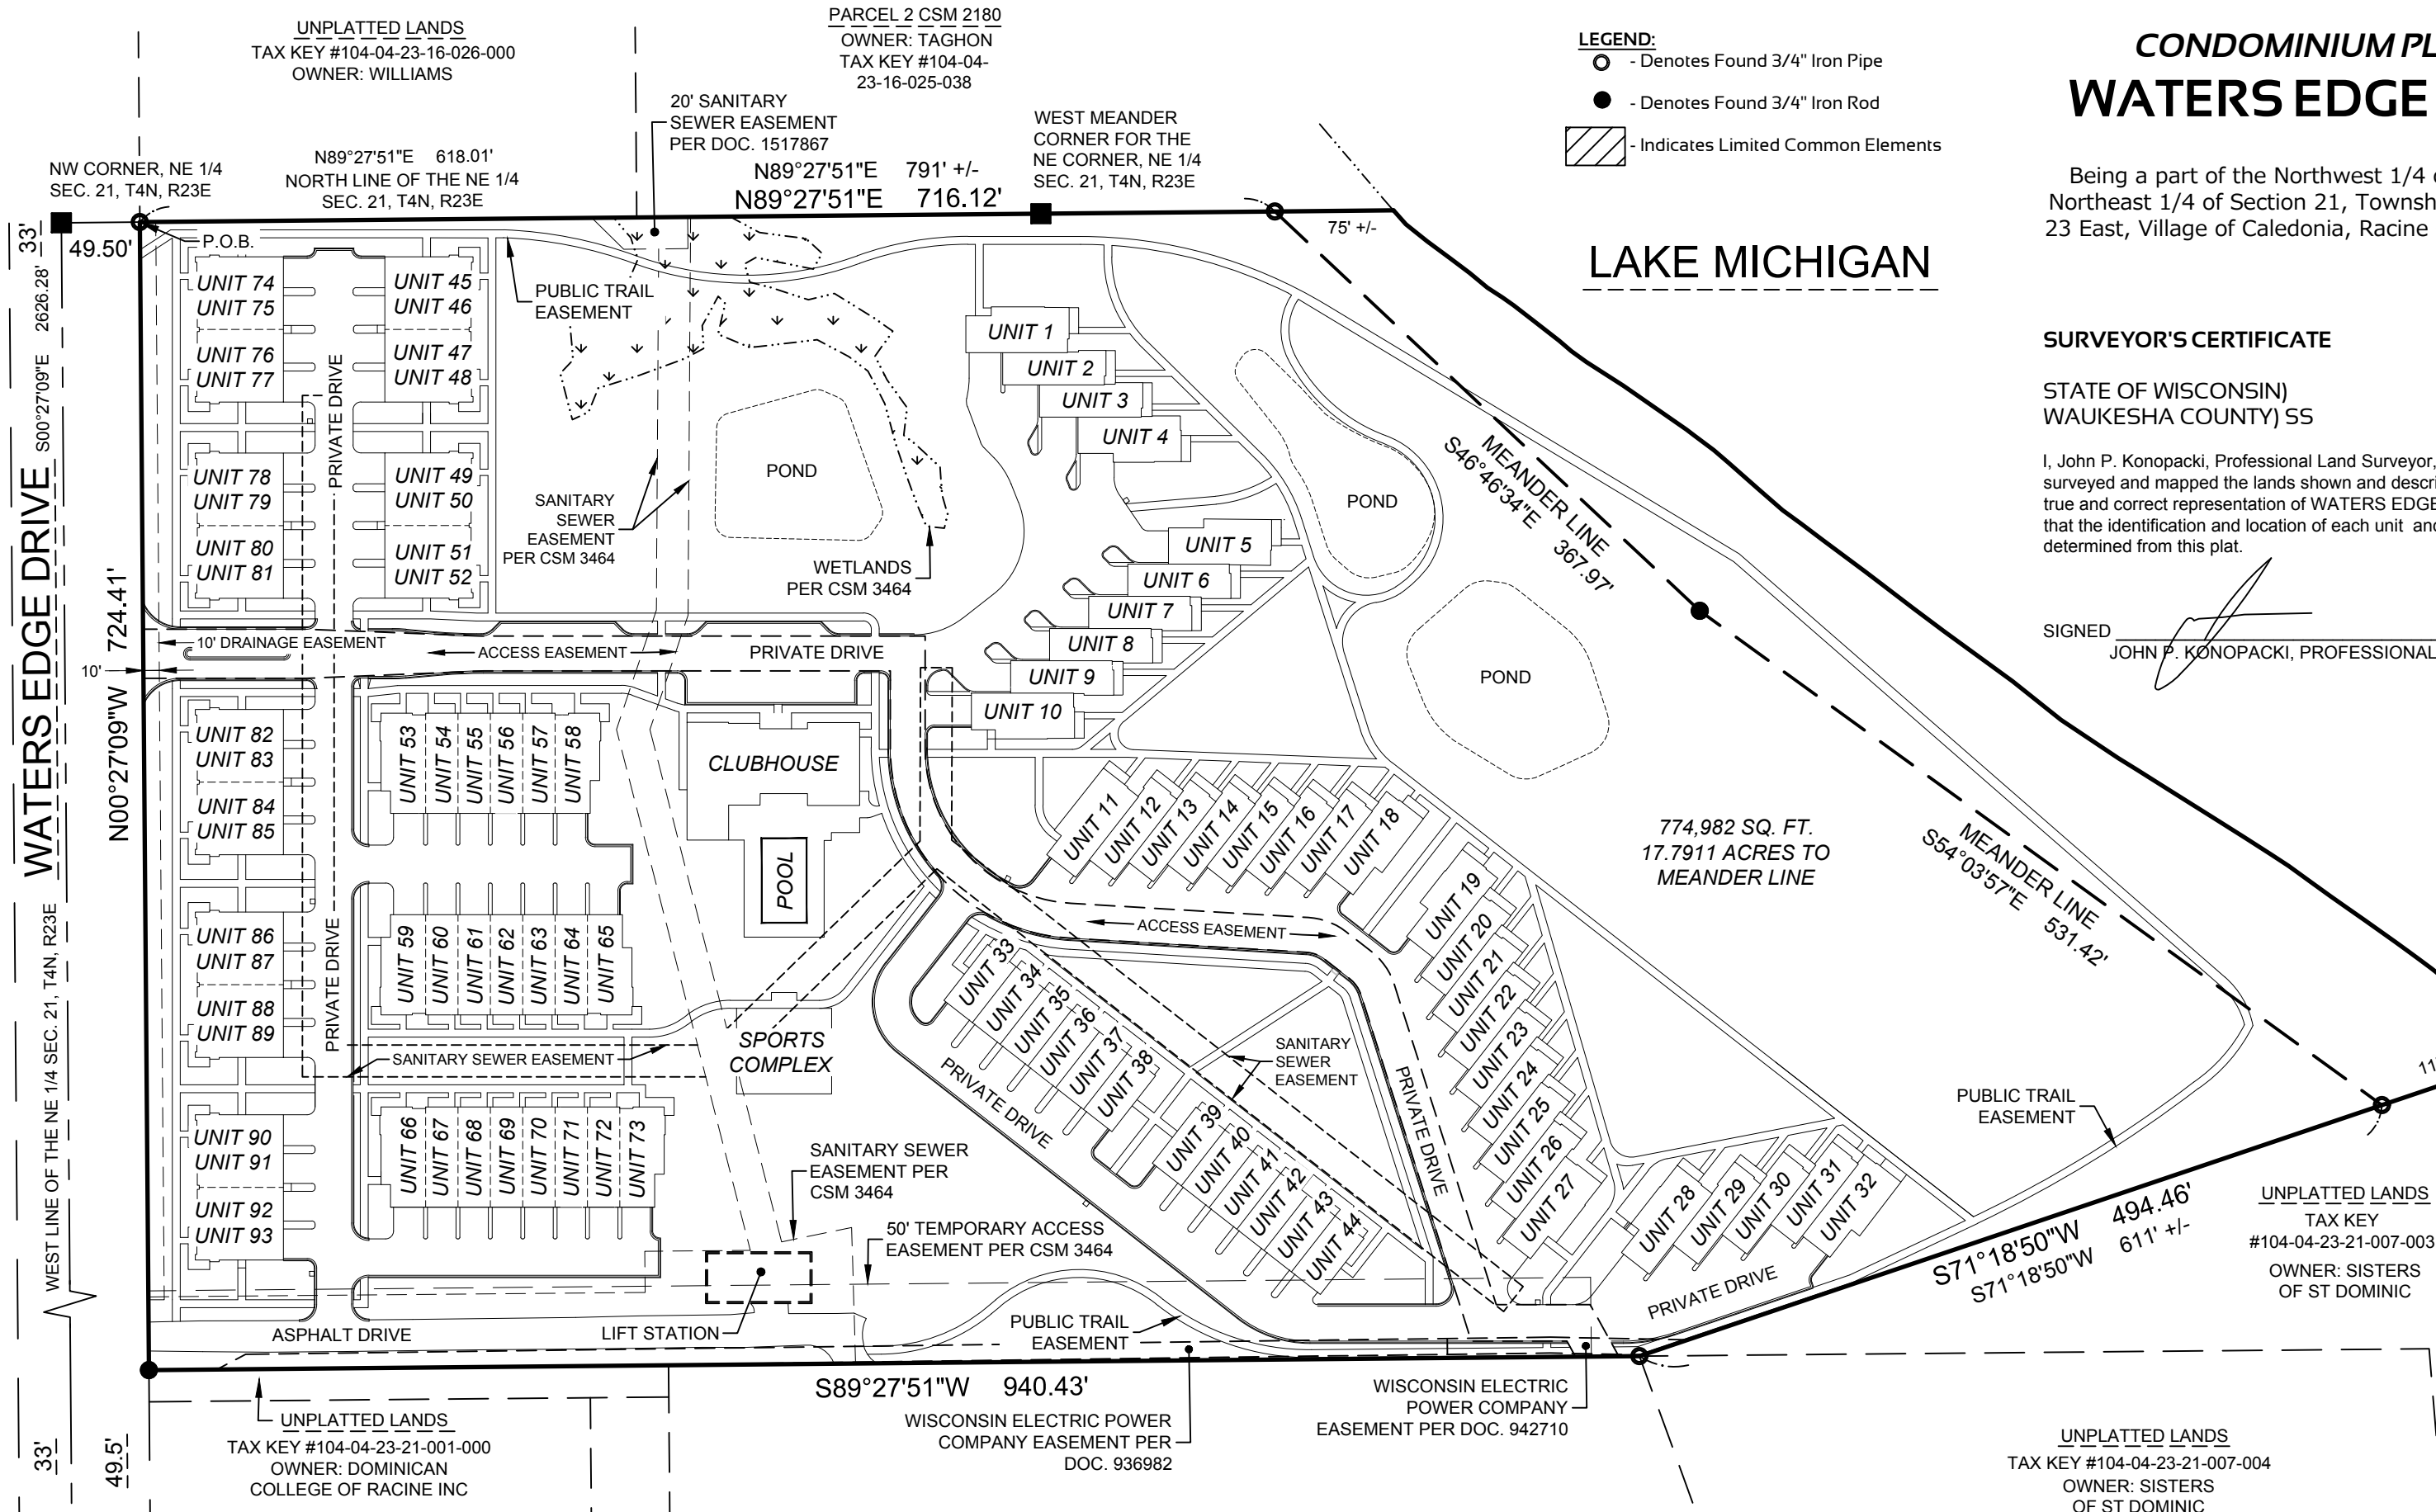 UNPLATTED LANDS
TAX KEY #104-04-23-16-026-000
OWNER: WILLIAMS
PARCEL 2 CSM 2180
OWNER: TAGHON
TAX KEY #104-04-
23-16-025-038
LEGEND:
- Denotes Found 3/4" Iron Pipe
- Denotes Found 3/4" Iron Rod
- Indicates Limited Common Elements
CONDOMINIUM PL
WATERS EDGE
Being a part of the Northwest 1/4 o
Northeast 1/4 of Section 21, Townsh
23 East, Village of Caledonia, Racine
SURVEYOR'S CERTIFICATE
STATE OF WISCONSIN)
WAUKESHA COUNTY) SS
I, John P. Konopacki, Professional Land Surveyor,
surveyed and mapped the lands shown and descri
true and correct representation of WATERS EDGE
that the identification and location of each unit and
determined from this plat.
SIGNED
JOHN P. KONOPACKI, PROFESSIONAL
20' SANITARY
SEWER EASEMENT
PER DOC. 1517867
WEST MEANDER
CORNER FOR THE
NE CORNER, NE 1/4
SEC. 21, T4N, R23E
NW CORNER, NE 1/4
SEC. 21, T4N, R23E
N89°27'51"E 618.01'
NORTH LINE OF THE NE 1/4
SEC. 21, T4N, R23E
N89°27'51"E 791' +/-
N89°27'51"E 716.12'
75' +/-
LAKE MICHIGAN
33'
49.50'
P.O.B.
S00°27'09"E 2626.28'
WATERS EDGE DRIVE
WEST LINE OF THE NE 1/4 SEC. 21, T4N, R23E
N00°27'09"W 724.41'
10'
33'
49.5'
PUBLIC TRAIL
EASEMENT
UNIT 74
UNIT 75
UNIT 76
UNIT 77
UNIT 45
UNIT 46
UNIT 47
UNIT 48
PRIVATE DRIVE
UNIT 78
UNIT 79
UNIT 80
UNIT 81
UNIT 49
UNIT 50
UNIT 51
UNIT 52
SANITARY
SEWER
EASEMENT
PER CSM 3464
POND
WETLANDS
PER CSM 3464
UNIT 1
UNIT 2
UNIT 3
UNIT 4
UNIT 5
UNIT 6
UNIT 7
UNIT 8
UNIT 9
UNIT 10
POND
POND
MEANDER LINE
S46°46'34"E 367.97'
10' DRAINAGE EASEMENT
ACCESS EASEMENT
PRIVATE DRIVE
UNIT 82
UNIT 83
UNIT 84
UNIT 85
UNIT 53
UNIT 54
UNIT 55
UNIT 56
UNIT 57
UNIT 58
CLUBHOUSE
POOL
UNIT 11
UNIT 12
UNIT 13
UNIT 14
UNIT 15
UNIT 16
UNIT 17
UNIT 18
774,982 SQ. FT.
17.7911 ACRES TO
MEANDER LINE
MEANDER LINE
S54°03'57"E 531.42'
UNIT 86
UNIT 87
UNIT 88
UNIT 89
PRIVATE DRIVE
UNIT 59
UNIT 60
UNIT 61
UNIT 62
UNIT 63
UNIT 64
UNIT 65
SANITARY SEWER EASEMENT
SPORTS
COMPLEX
ACCESS EASEMENT
UNIT 19
UNIT 20
UNIT 21
UNIT 22
UNIT 23
UNIT 24
UNIT 25
UNIT 26
UNIT 27
UNIT 33
UNIT 34
UNIT 35
UNIT 36
UNIT 37
UNIT 38
PRIVATE DRIVE
SANITARY
SEWER
EASEMENT
PRIVATE DRIVE
UNIT 39
UNIT 40
UNIT 41
UNIT 42
UNIT 43
UNIT 44
UNIT 28
UNIT 29
UNIT 30
UNIT 31
UNIT 32
PUBLIC TRAIL
EASEMENT
11
UNIT 90
UNIT 91
UNIT 92
UNIT 93
UNIT 66
UNIT 67
UNIT 68
UNIT 69
UNIT 70
UNIT 71
UNIT 72
UNIT 73
SANITARY SEWER
EASEMENT PER
CSM 3464
50' TEMPORARY ACCESS
EASEMENT PER CSM 3464
PRIVATE DRIVE
S71°18'50"W 494.46'
S71°18'50"W 611' +/-
UNPLATTED LANDS
TAX KEY
#104-04-23-21-007-003
OWNER: SISTERS
OF ST DOMINIC
ASPHALT DRIVE
LIFT STATION
PUBLIC TRAIL
EASEMENT
S89°27'51"W 940.43'
UNPLATTED LANDS
TAX KEY #104-04-23-21-001-000
OWNER: DOMINICAN
COLLEGE OF RACINE INC
WISCONSIN ELECTRIC POWER
COMPANY EASEMENT PER
DOC. 936982
WISCONSIN ELECTRIC
POWER COMPANY
EASEMENT PER DOC. 942710
UNPLATTED LANDS
TAX KEY #104-04-23-21-007-004
OWNER: SISTERS
OF ST DOMINIC